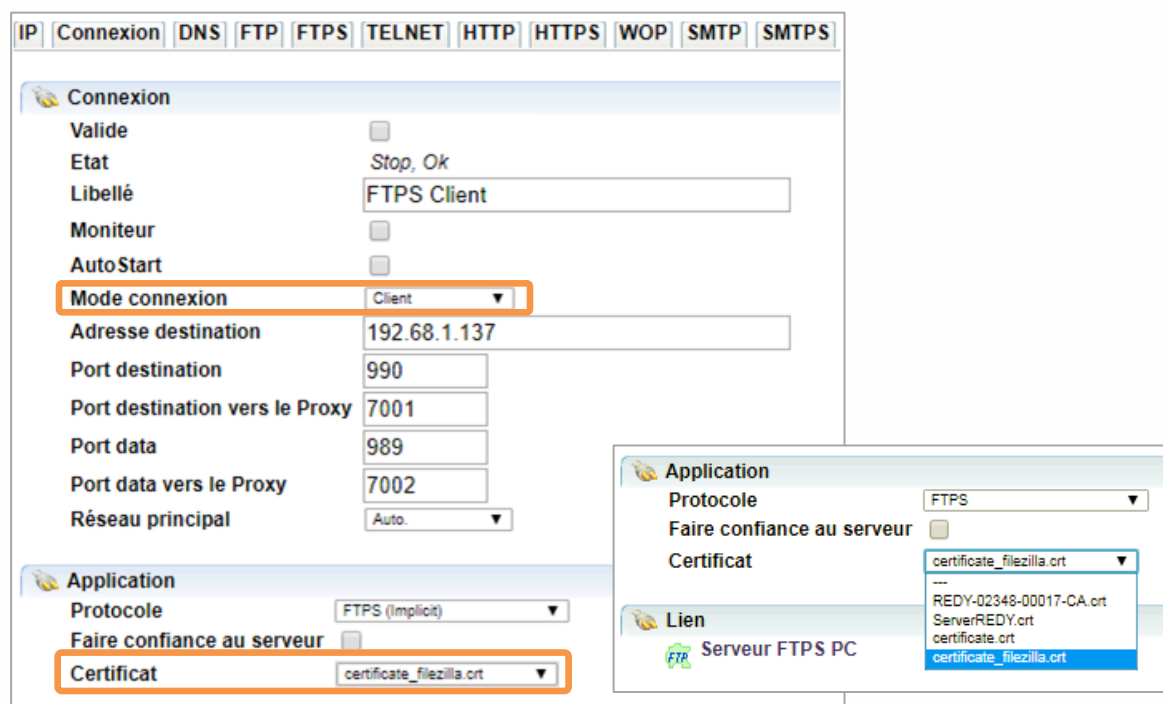 IP Connexion DNS FTP FTPS TELNET HTTP HTTPS WOP SMTP SMTPS
Connexion
Valide
Etat Stop, Ok
Libellé FTPS Client
Moniteur
AutoStart
Mode connexion Client
Adresse destination 192.68.1.137
Port destination 990
Port destination vers le Proxy 7001
Port data 989
Port data vers le Proxy 7002
Réseau principal Auto.
Application
Protocole FTPS (Implicit)
Faire confiance au serveur
Certificat certificate_filezilla.crt
Application
Protocole FTPS
Faire confiance au serveur
Certificat certificate_filezilla.crt
---
REDY-02348-00017-CA.crt
ServerREDY.crt
certificate.crt
certificate_filezilla.crt
Lien
FTP Serveur FTPS PC